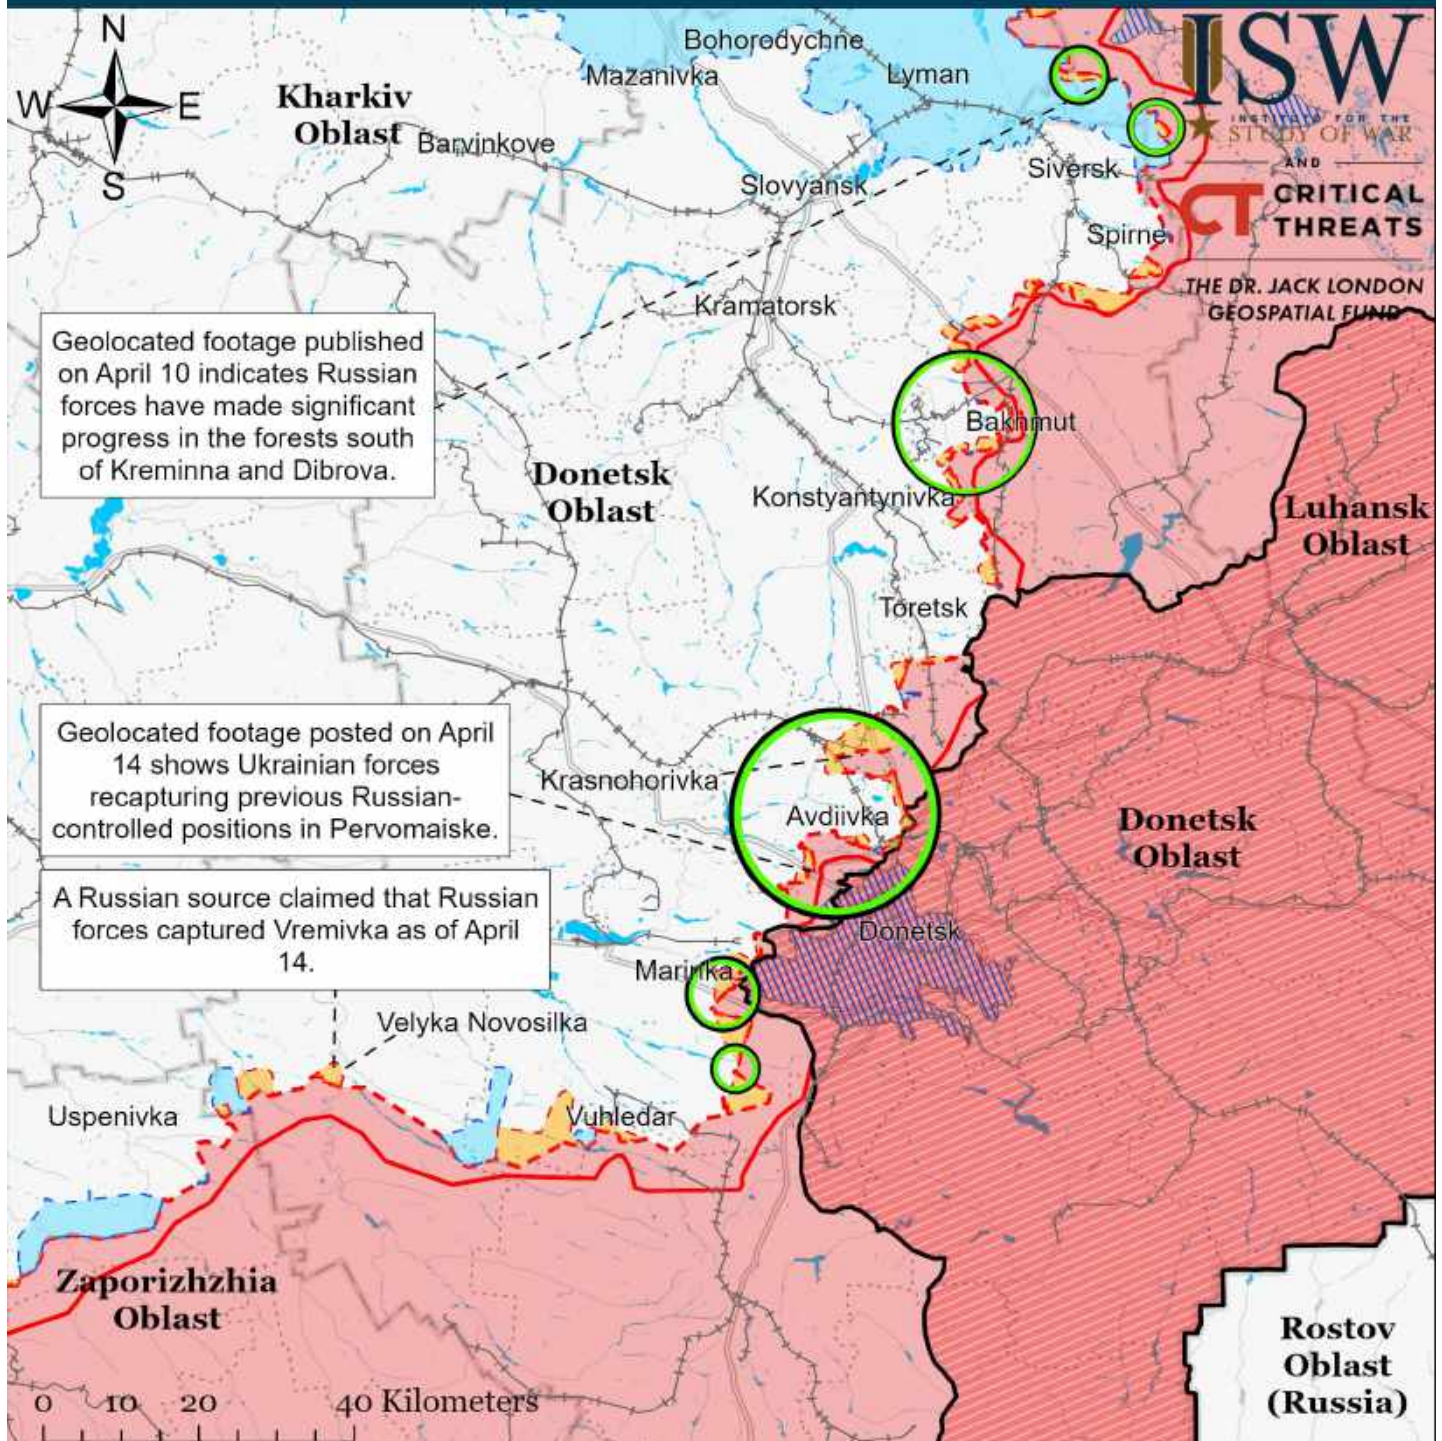 N
W
E
S
Kharkiv
Oblast
Barvinkove
Bohorodychne
Mazanivka
Lyman
Slovyansk
Siversk
Spirne
ISW
INSTITUTE FOR THE
STUDY OF WAR
AND
CT CRITICAL
THREATS
THE DR. JACK LONDON
GEOSPATIAL FUND
Kramatorsk
Geolocated footage published
on April 10 indicates Russian
forces have made significant
progress in the forests south
of Kreminna and Dibrova.
Bakhmut
Donetsk
Oblast
Konstyantynivka
Luhansk
Oblast
Toretsk
Geolocated footage posted on April
14 shows Ukrainian forces
recapturing previous Russian-
controlled positions in Pervomaiske.
Krasnohorivka
Avdiivka
Donetsk
Oblast
A Russian source claimed that Russian
forces captured Vremivka as of April
14.
Donetsk
Marinka
Velyka Novosilka
Uspenivka
Vuhledar
Zaporizhzhia
Oblast
Rostov
Oblast
(Russia)
0 10 20 40 Kilometers